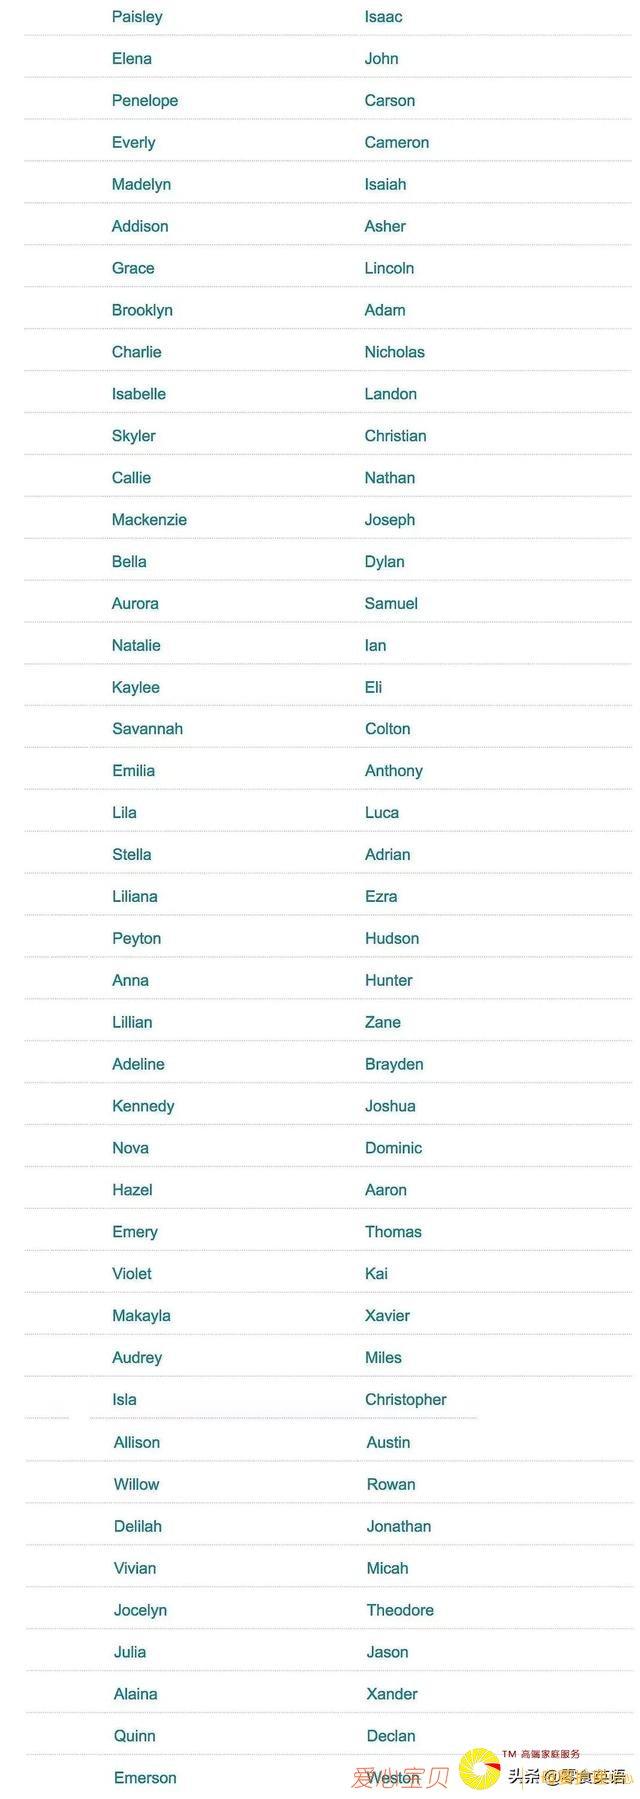 Paisley Isaac
Elena John
Penelope Carson
Everly Cameron
Madelyn Isaiah
Addison Asher
Grace Lincoln
Brooklyn Adam
Charlie Nicholas
Isabelle Landon
Skyler Christian
Callie Nathan
Mackenzie Joseph
Bella Dylan
Aurora Samuel
Natalie Ian
Kaylee Eli
Savannah Colton
Emilia Anthony
Lila Luca
Stella Adrian
Liliana Ezra
Peyton Hudson
Anna Hunter
Lillian Zane
Adeline Brayden
Kennedy Joshua
Nova Dominic
Hazel Aaron
Emery Thomas
Violet Kai
Makayla Xavier
Audrey Miles
Isla Christopher
Allison Austin
Willow Rowan
Delilah Jonathan
Vivian Micah
Jocelyn Theodore
Julia Jason
Alaina Xander
Quinn Declan
TM 高端家庭服务
Emerson Weston
爱心宝贝
头条 @零食英语